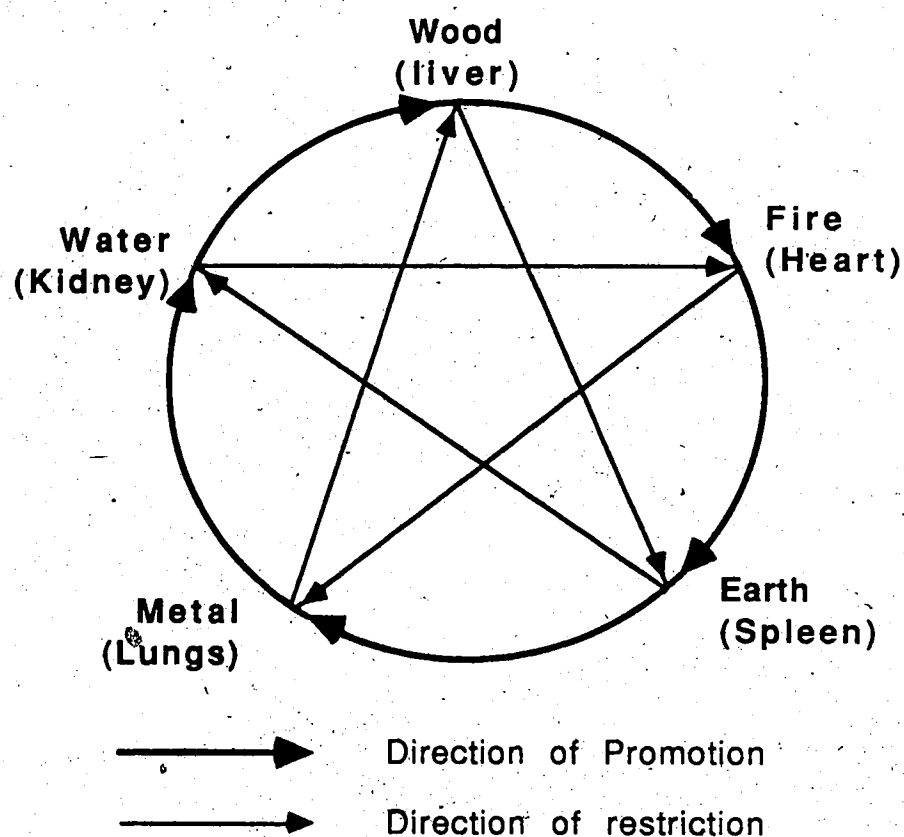 Wood
(liver)
Fire
(Heart)
Water
(Kidney)
Earth
(Spleen)
Metal
(Lungs)
Direction of Promotion
Direction of restriction